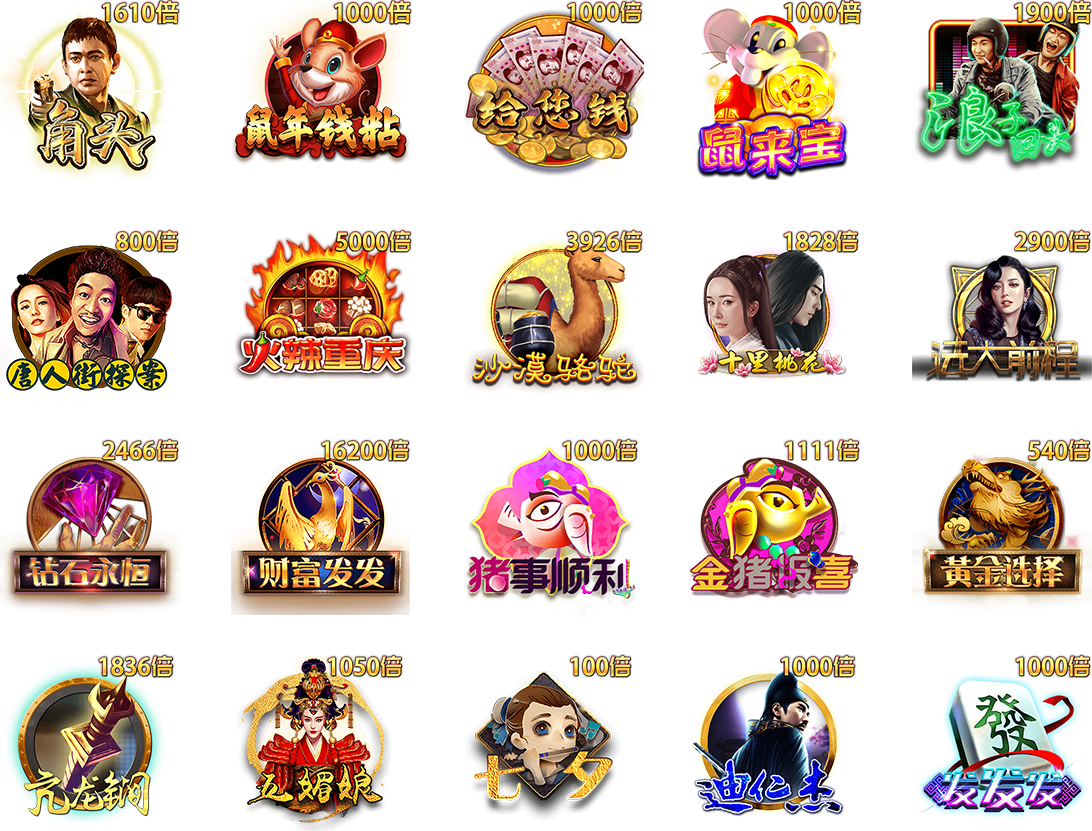 1610倍
角头
1000倍
鼠年钱粘
1000倍
给您钱
1000倍
鼠来宝
1900倍
浪子
回头
800倍
唐人街探案
5000倍
火辣重庆
3926倍
沙漠骆驼
1828倍
十里桃花
2900倍
远大前程
2466倍
钻石永恒
16200倍
财富发发
1000倍
猪事顺利
1111倍
金猪报喜
540倍
黄金选择
1836倍
亢龙锏
1050倍
五媚娘
100倍
七夕
1000倍
迪仁杰
1000倍
發
发发发